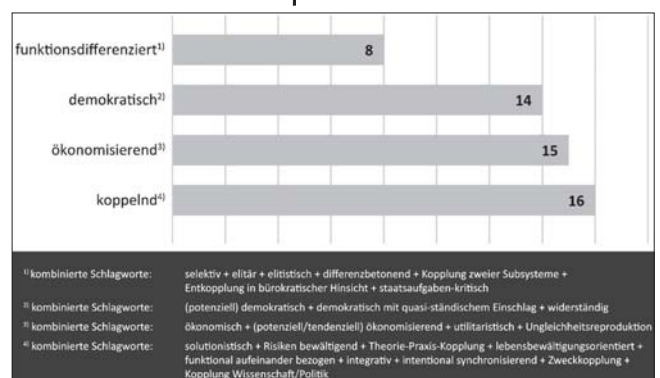 funktionsdifferenziert¹⁾ 8
demokratisch²⁾ 14
ökonomisierend³⁾ 15
koppelnd⁴⁾ 16
¹⁾ kombinierte Schlagworte: selektiv + elitär + elitistisch + differenzbetonend + Kopplung zweier Subsysteme +
Entkopplung in bürokratischer Hinsicht + staatsaufgaben-kritisch
²⁾ kombinierte Schlagworte: (potenziell) demokratisch + demokratisch mit quasi-ständischem Einschlag + widerständig
³⁾ kombinierte Schlagworte: ökonomisch + (potenziell/tendenziell) ökonomisierend + utilitaristisch + Ungleichheitsreproduktion
⁴⁾ kombinierte Schlagworte: solutionistisch + Risiken bewältigend + Theorie-Praxis-Kopplung + lebensbewältigungsorientiert +
funktional aufeinander bezogen + integrativ + intentional synchronisierend + Zweckkopplung +
Kopplung Wissenschaft/Politik